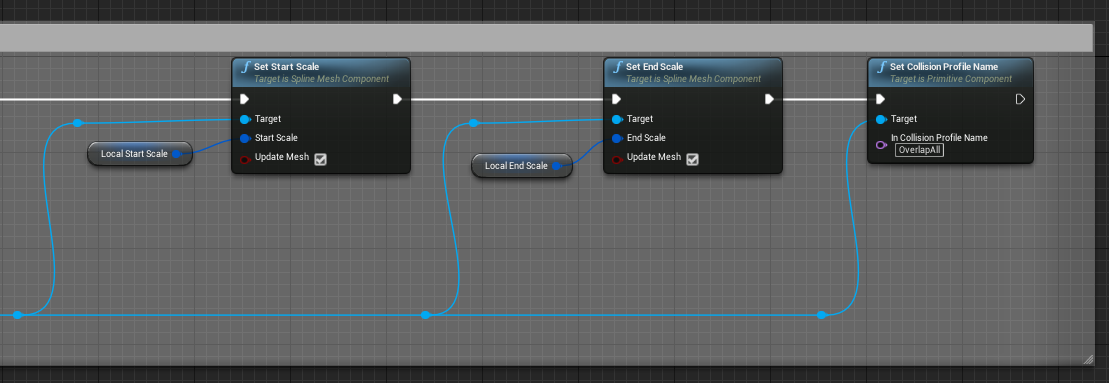 Set Start Scale
Target is Spline Mesh Component
Target
Start Scale
Update Mesh
Local Start Scale
Set End Scale
Target is Spline Mesh Component
Target
End Scale
Update Mesh
Local End Scale
Set Collision Profile Name
Target is Primitive Component
Target
In Collision Profile Name
OverlapAll